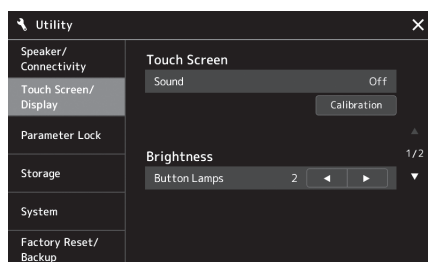 Utility
Speaker/
Connectivity
Touch Screen/
Display
Parameter Lock
Storage
System
Factory Reset/
Backup
Touch Screen
Sound Off
Calibration
Brightness
Button Lamps 2
1/2